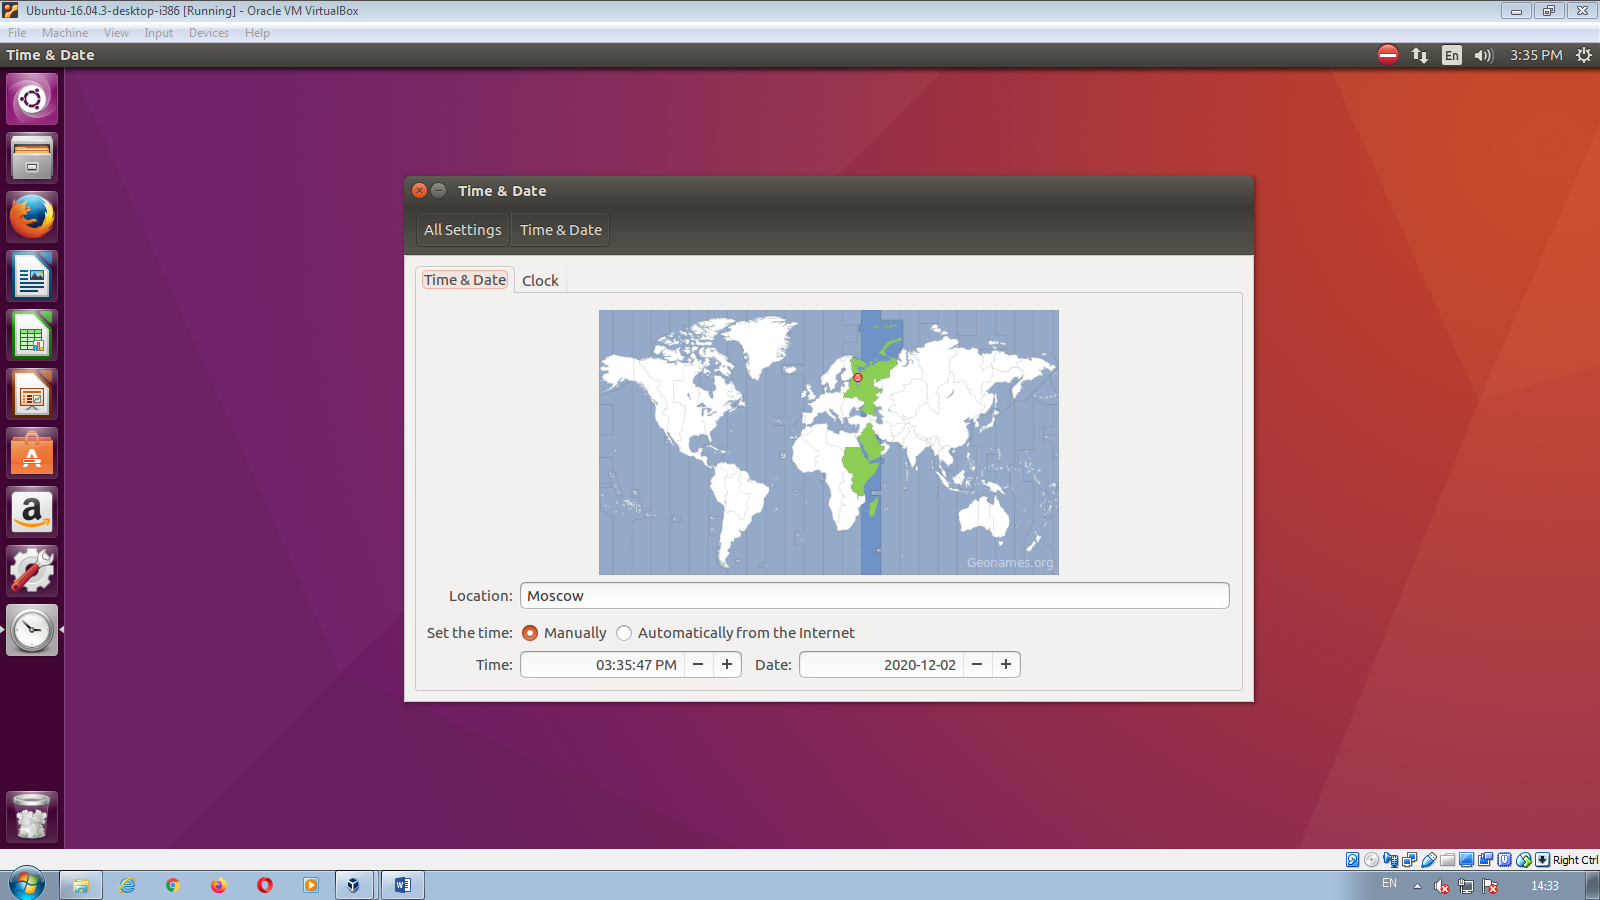 Ubuntu-16.04.3-desktop-i386 [Running] - Oracle VM VirtualBox
File Machine View Input Devices Help
Time & Date En 3:35 PM
Time & Date
All Settings Time & Date
Time & Date Clock
Geonames.org
Location: Moscow
Set the time: Manually Automatically from the Internet
Time: 03:35:47 PM − + Date: 2020-12-02 − +
Right Ctrl
EN 14:33